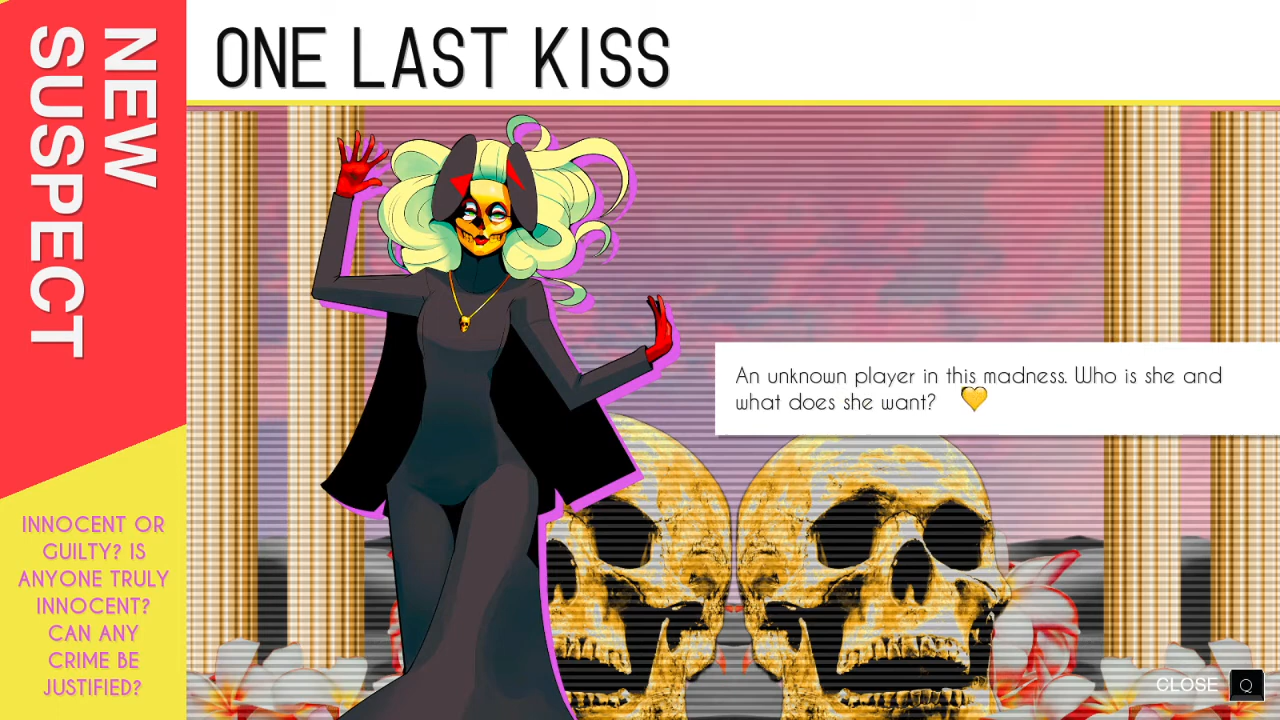 NEW
SUSPECT
ONE LAST KISS
An unknown player in this madness. Who is she and
what does she want? 💛
INNOCENT OR
GUILTY? IS
ANYONE TRULY
INNOCENT?
CAN ANY
CRIME BE
JUSTIFIED?
CLOSE Q